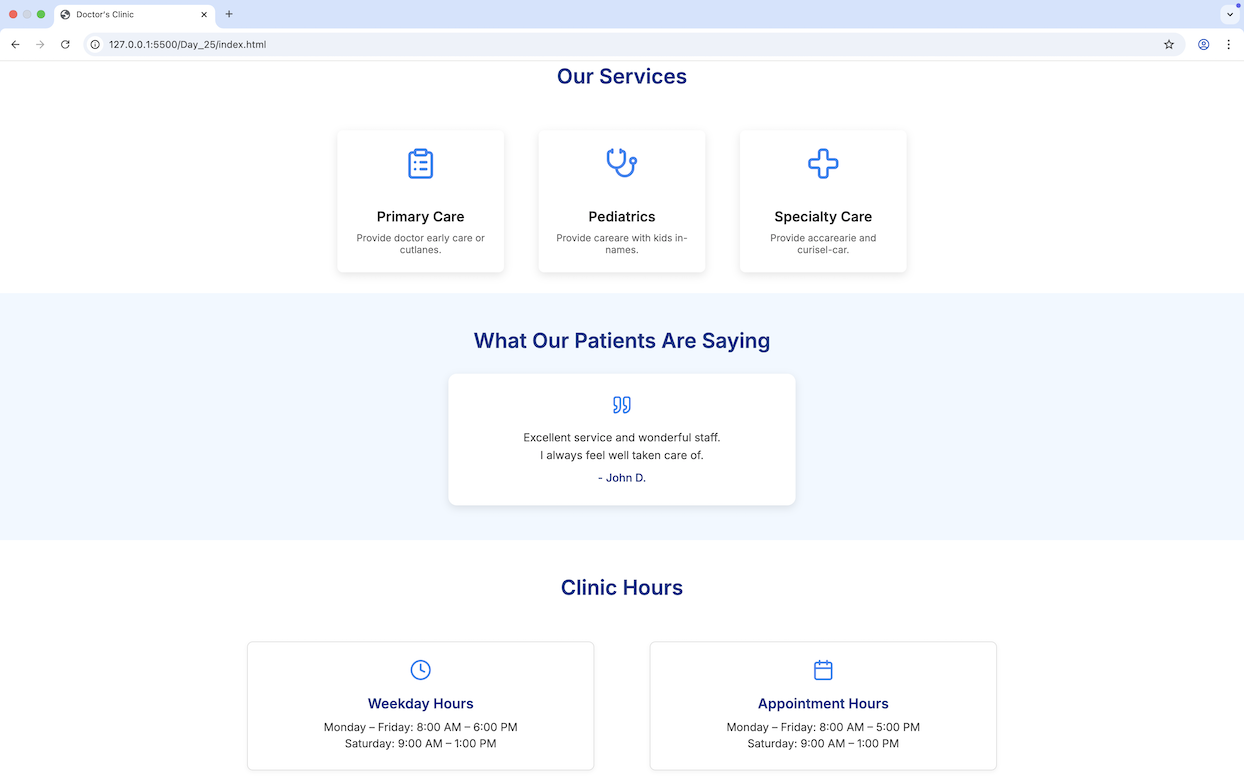 Doctor's Clinic
127.0.0.1:5500/Day_25/index.html
Our Services
Primary Care
Provide doctor early care or
cutlanes.
Pediatrics
Provide careare with kids in-
names.
Specialty Care
Provide accarearie and
curisel-car.
What Our Patients Are Saying
Excellent service and wonderful staff.
I always feel well taken care of.
- John D.
Clinic Hours
Weekday Hours
Monday – Friday: 8:00 AM – 6:00 PM
Saturday: 9:00 AM – 1:00 PM
Appointment Hours
Monday – Friday: 8:00 AM – 5:00 PM
Saturday: 9:00 AM – 1:00 PM